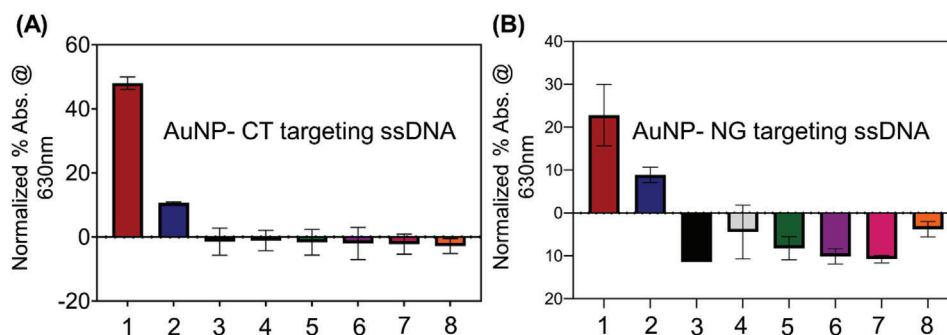 (A)
Normalized % Abs. @
630nm
60
40
20
0
-20
AuNP- CT targeting ssDNA
1 2 3 4 5 6 7 8
(B)
Normalized % Abs. @
630nm
40
30
20
10
0
10
20
AuNP- NG targeting ssDNA
1 2 3 4 5 6 7 8